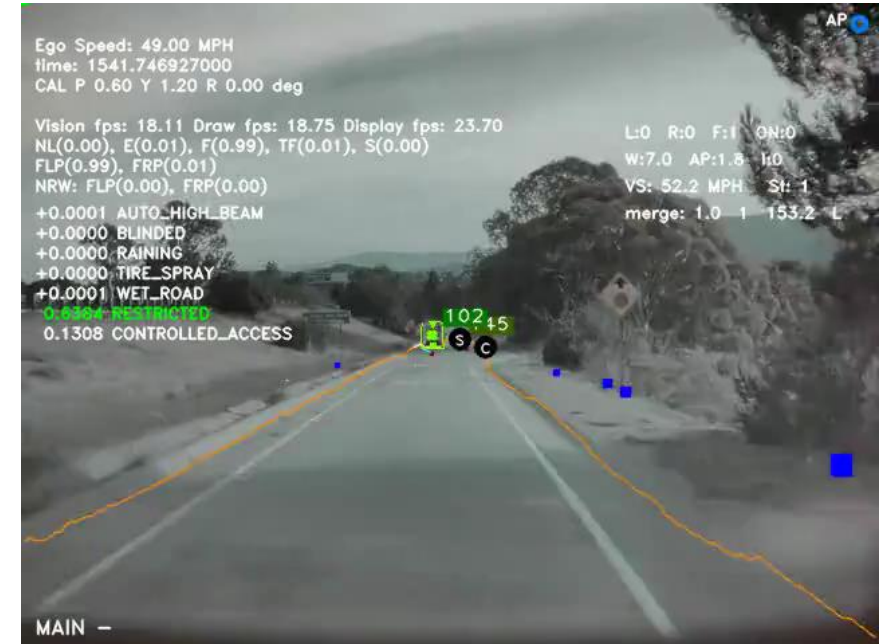 AP
Ego Speed: 49.00 MPH
time: 1541.746927000
CAL P 0.60 Y 1.20 R 0.00 deg
Vision fps: 18.11 Draw fps: 18.75 Display fps: 23.70
NL(0.00), E(0.01), F(0.99), TF(0.01), S(0.00)
FLP(0.99), FRP(0.01)
NRW: FLP(0.00), FRP(0.00)
L:0 R:0 F:1 ON:0
W:7.0 AP:1.8 I:0
VS: 52.2 MPH St: 1
merge: 1.0 1 153.2 L
+0.0001 AUTO_HIGH_BEAM
+0.0000 BLINDED
+0.0000 RAINING
+0.0000 TIRE_SPRAY
+0.0001 WET_ROAD
0.6384 RESTRICTED
0.1308 CONTROLLED_ACCESS
102
45
S
C
MAIN -